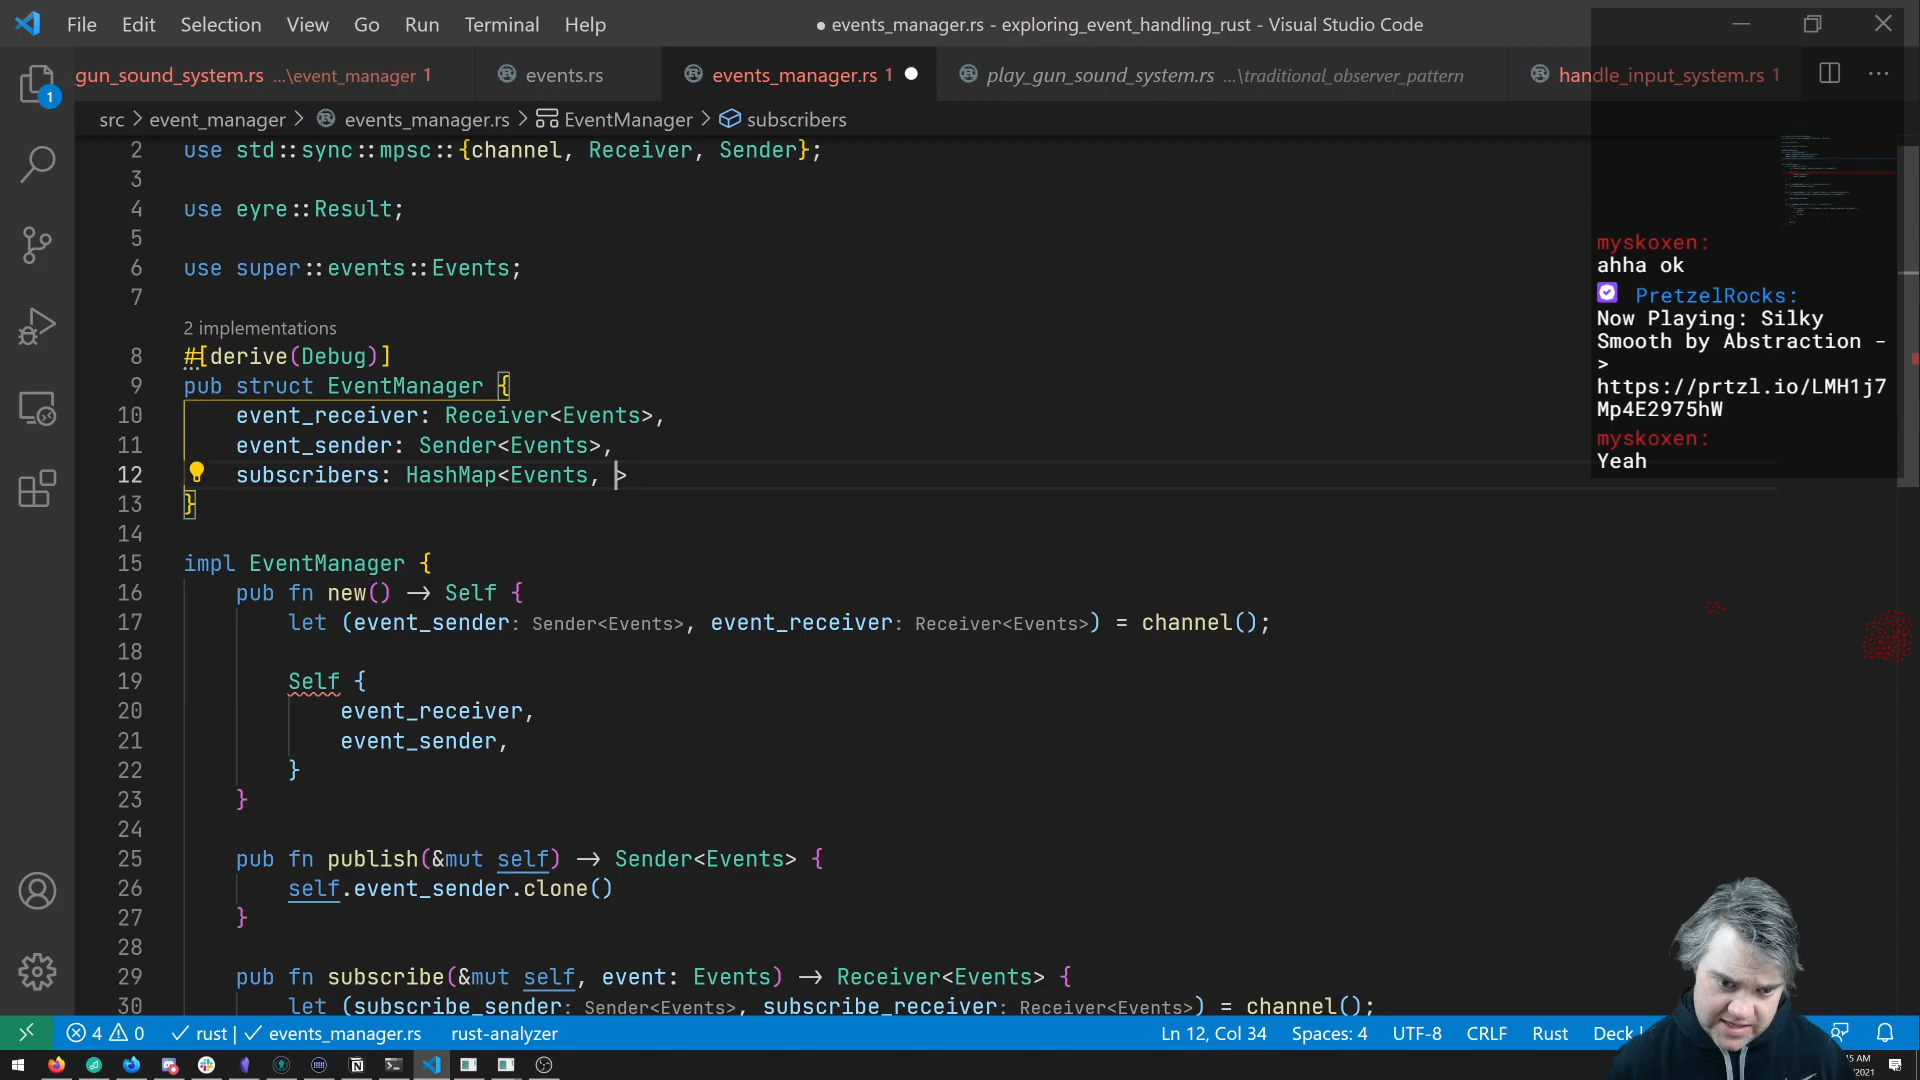 File Edit Selection View Go Run Terminal Help
● events_manager.rs - exploring_event_handling_rust - Visual Studio Code
gun_sound_system.rs ...\event_manager 1
events.rs
events_manager.rs 1
play_gun_sound_system.rs ...\traditional_observer_pattern
handle_input_system.rs 1
src > event_manager > events_manager.rs > EventManager > subscribers
2 use std::sync::mpsc::{channel, Receiver, Sender};
3
4 use eyre::Result;
5
6 use super::events::Events;
7
2 implementations
8 #[derive(Debug)]
9 pub struct EventManager {
10 event_receiver: Receiver<Events>,
11 event_sender: Sender<Events>,
12 subscribers: HashMap<Events, >
13 }
14
15 impl EventManager {
16 pub fn new() -> Self {
17 let (event_sender: Sender<Events>, event_receiver: Receiver<Events>) = channel();
18
19 Self {
20 event_receiver,
21 event_sender,
22 }
23 }
24
25 pub fn publish(&mut self) -> Sender<Events> {
26 self.event_sender.clone()
27 }
28
29 pub fn subscribe(&mut self, event: Events) -> Receiver<Events> {
30 let (subscribe_sender: Sender<Events>, subscribe_receiver: Receiver<Events>) = channel();
myskoxen:
ahha ok
PretzelRocks:
Now Playing: Silky
Smooth by Abstraction -
>
https://prtzl.io/LMH1j7
Mp4E2975hW
myskoxen:
Yeah
1
4 0 rust | events_manager.rs rust-analyzer
Ln 12, Col 34 Spaces: 4 UTF-8 CRLF Rust Deck